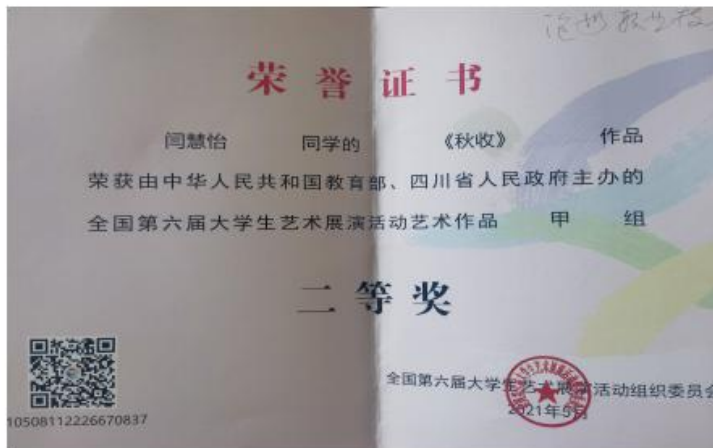 荣誉证书
闫慧怡 同学的 《秋收》 作品
荣获由中华人民共和国教育部、四川省人民政府主办的
全国第六届大学生艺术展演活动艺术作品 甲 组
二等奖
全国第六届大学生艺术展演活动组织委员会
2021年5月
10508112226670837